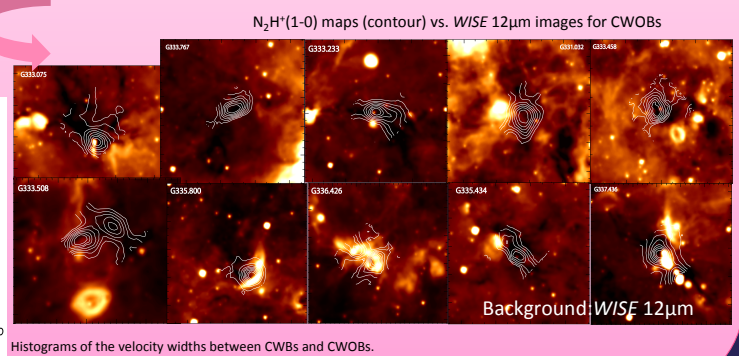 N₂H⁺(1-0) maps (contour) vs. WISE 12μm images for CWOBs
G333.075
G333.767
G333.233
G331.032
G333.458
G333.508
G335.800
G336.426
G335.434
G337.436
Background:WISE 12μm
Histograms of the velocity widths between CWBs and CWOBs.